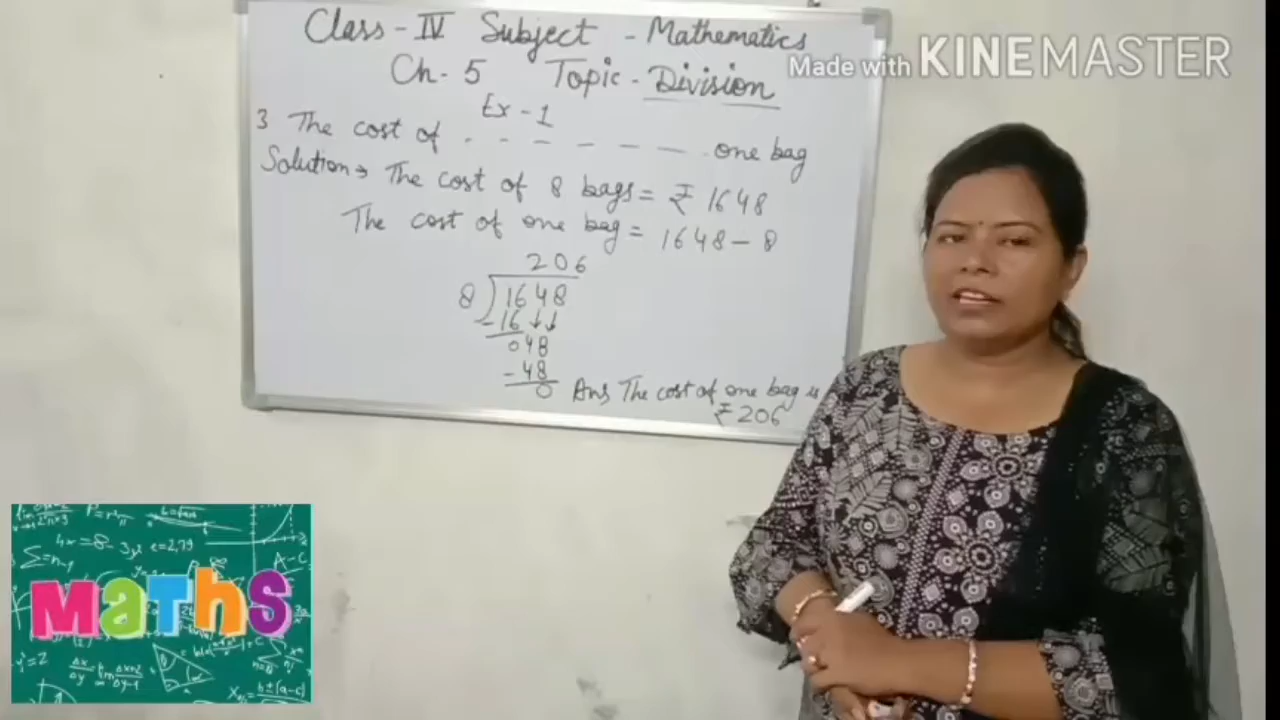 Class - IV Subject - Mathematics
Ch - 5 Topic - Division
Ex - 1
3 The cost of - - - - - - one bag
Solution → The cost of 8 bags = ₹ 1648
The cost of one bag = 1648 - 8
206
8 ) 1648
- 16 ↓↓
048
- 48
0
Ans The cost of one bag is
₹ 206
Made with KINEMASTER
MaTHs